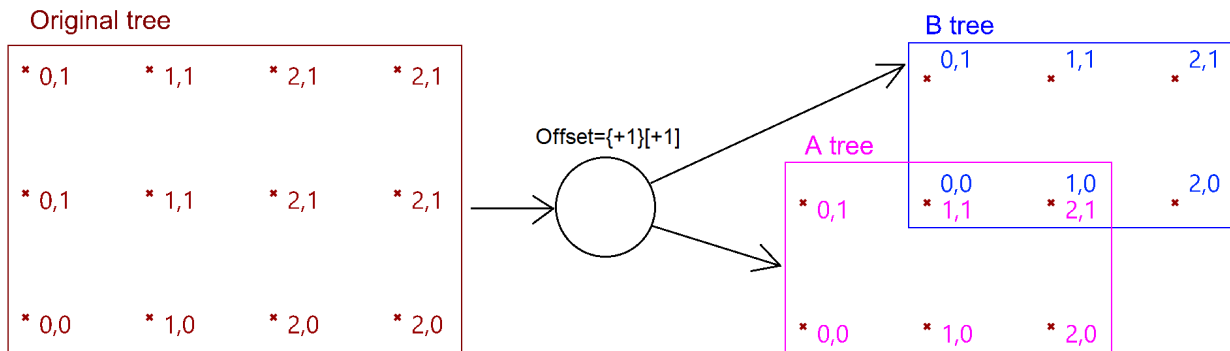 Original tree
0,1 1,1 2,1 2,1
0,1 1,1 2,1 2,1
0,0 1,0 2,0 2,0
Offset={+1}[+1]
B tree
0,1 1,1 2,1
0,0 1,0 2,0
A tree
0,1 1,1 2,1
0,0 1,0 2,0